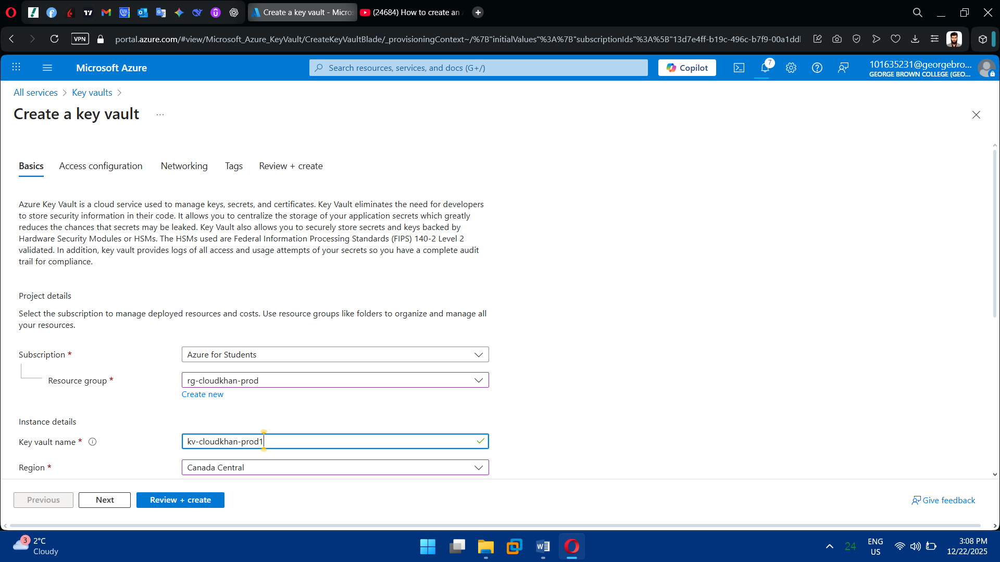 Create a key vault - Micros
(24684) How to create an
VPN
portal.azure.com/#view/Microsoft_Azure_KeyVault/CreateKeyVaultBlade/_provisioningContext~/%7B"initialValues"%3A%7B"subscriptionIds"%3A%5B"13d7e4ff-b19c-496c-b7f9-00a1dd
Microsoft Azure
Search resources, services, and docs (G+/)
Copilot
7
101635231@georgebro...
GEORGE BROWN COLLEGE (GEO...
All services > Key vaults >
Create a key vault ...
Basics
Access configuration
Networking
Tags
Review + create
Azure Key Vault is a cloud service used to manage keys, secrets, and certificates. Key Vault eliminates the need for developers
to store security information in their code. It allows you to centralize the storage of your application secrets which greatly
reduces the chances that secrets may be leaked. Key Vault also allows you to securely store secrets and keys backed by
Hardware Security Modules or HSMs. The HSMs used are Federal Information Processing Standards (FIPS) 140-2 Level 2
validated. In addition, key vault provides logs of all access and usage attempts of your secrets so you have a complete audit
trail for compliance.
Project details
Select the subscription to manage deployed resources and costs. Use resource groups like folders to organize and manage all
your resources.
Subscription *
Azure for Students
Resource group *
rg-cloudkhan-prod
Create new
Instance details
Key vault name *
kv-cloudkhan-prod1
Region *
Canada Central
Previous
Next
Review + create
Give feedback
3
2°C
Cloudy
24
ENG
US
3:08 PM
12/22/2025